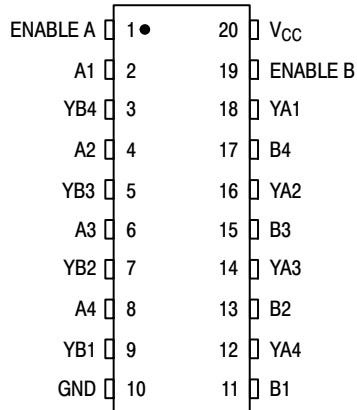 ENABLE A 1 20 VCC
A1 2 19 ENABLE B
YB4 3 18 YA1
A2 4 17 B4
YB3 5 16 YA2
A3 6 15 B3
YB2 7 14 YA3
A4 8 13 B2
YB1 9 12 YA4
GND 10 11 B1